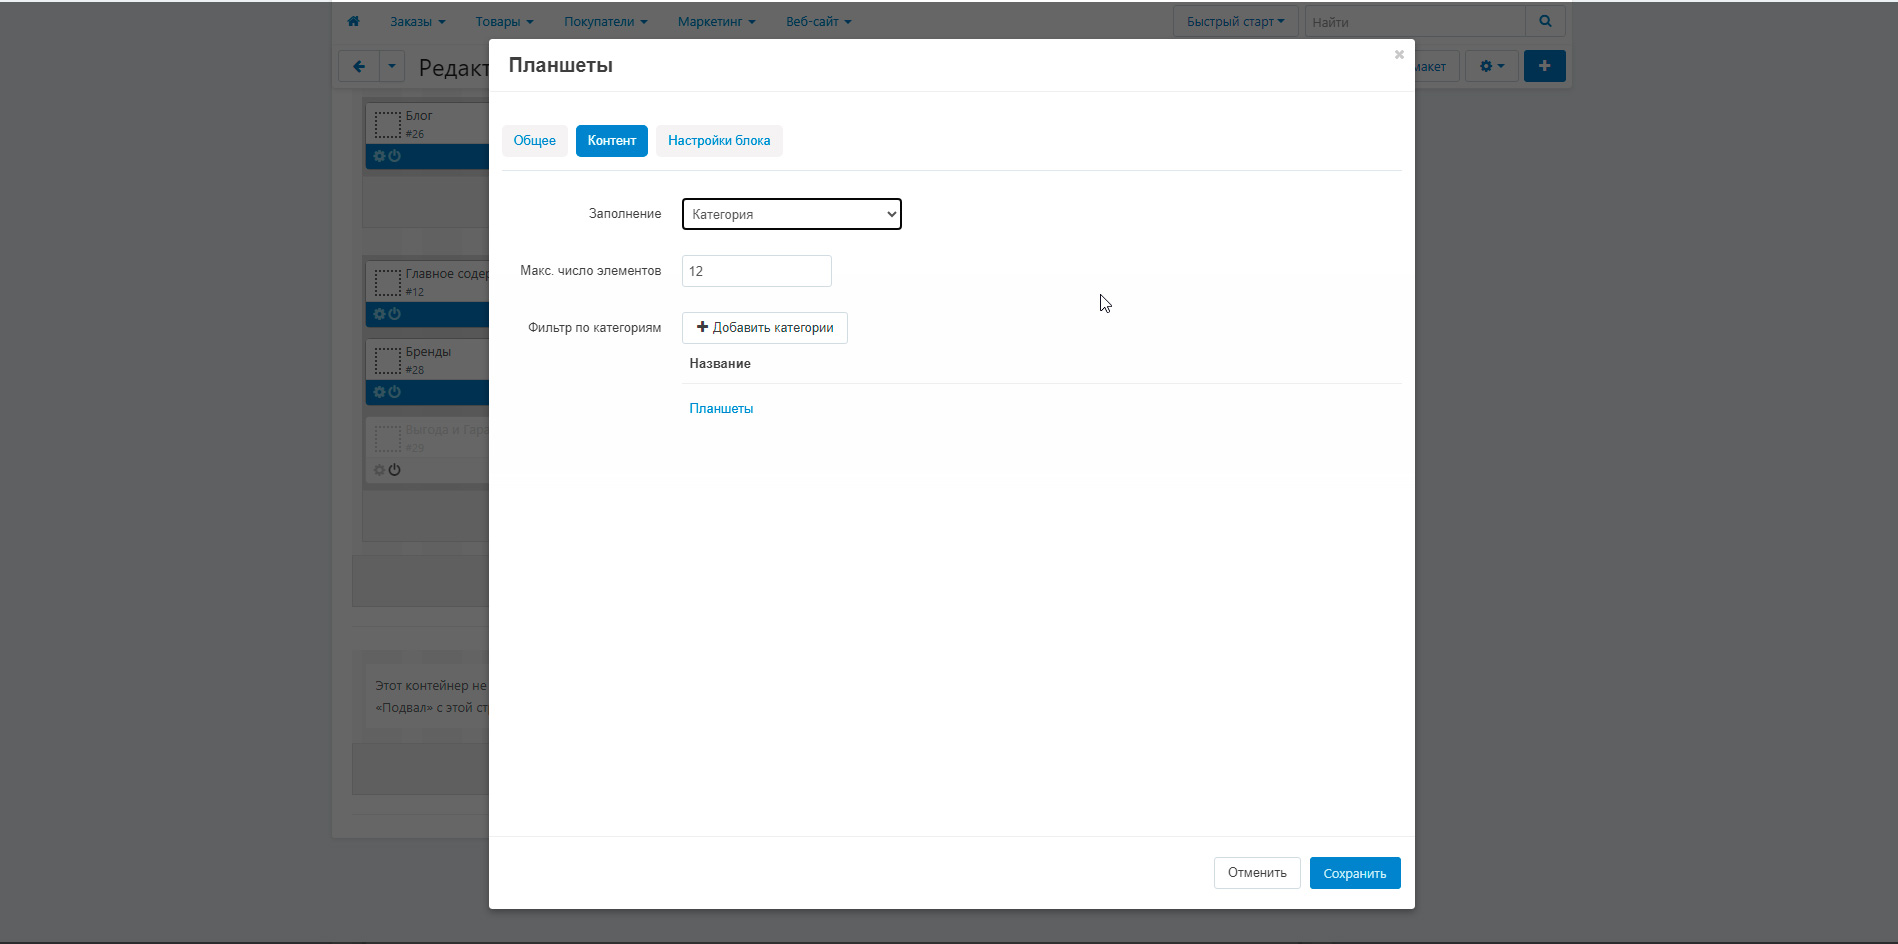 Заказы Товары Покупатели Маркетинг Веб-сайт Быстрый старт Найти
Редакт
макет
Планшеты
Общее Контент Настройки блока
Заполнение Категория
Макс. число элементов 12
Фильтр по категориям Добавить категории
Название
Планшеты
Отменить Сохранить
Блог
#26
Главное содер
#12
Бренды
#28
Выгода и Гара
#29
Этот контейнер не
«Подвал» с этой ст